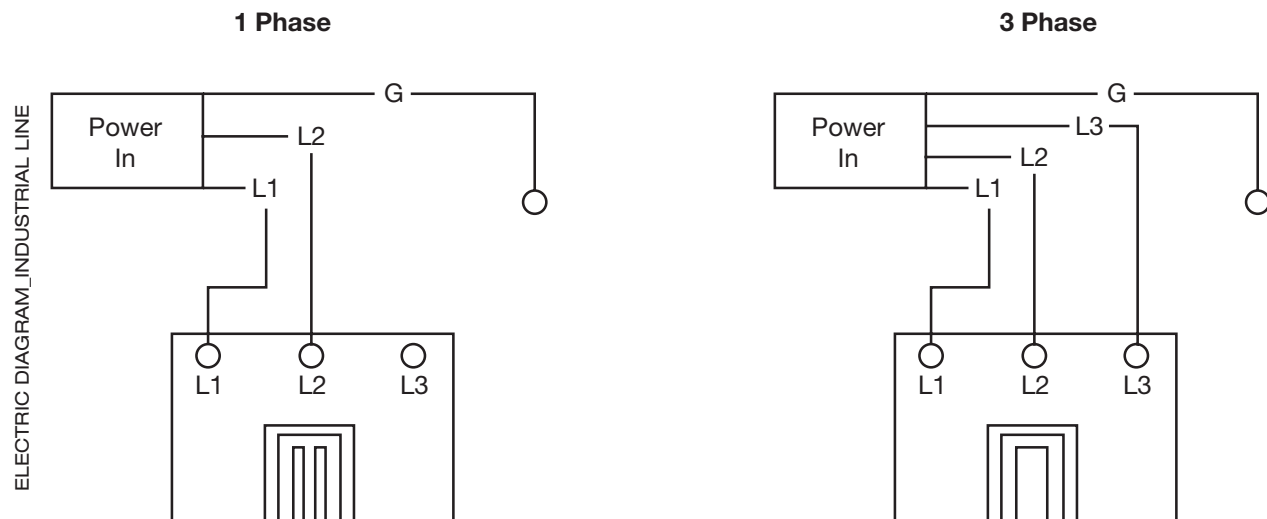 1 Phase
Power
In
G
L2
L1
L1
L2
L3
3 Phase
Power
In
G
L3
L2
L1
L1
L2
L3
ELECTRIC DIAGRAM_INDUSTRIAL LINE